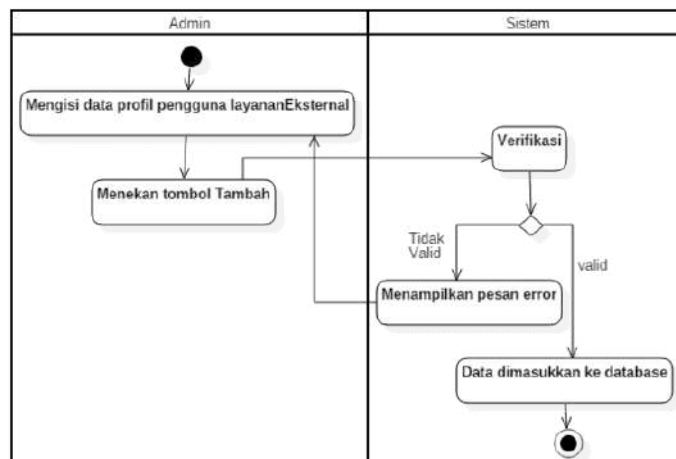 Admin
Sistem
Mengisi data profil pengguna layananEksternal
Verifikasi
Menekan tombol Tambah
Tidak
Valid
valid
Menampilkan pesan error
Data dimasukkan ke database